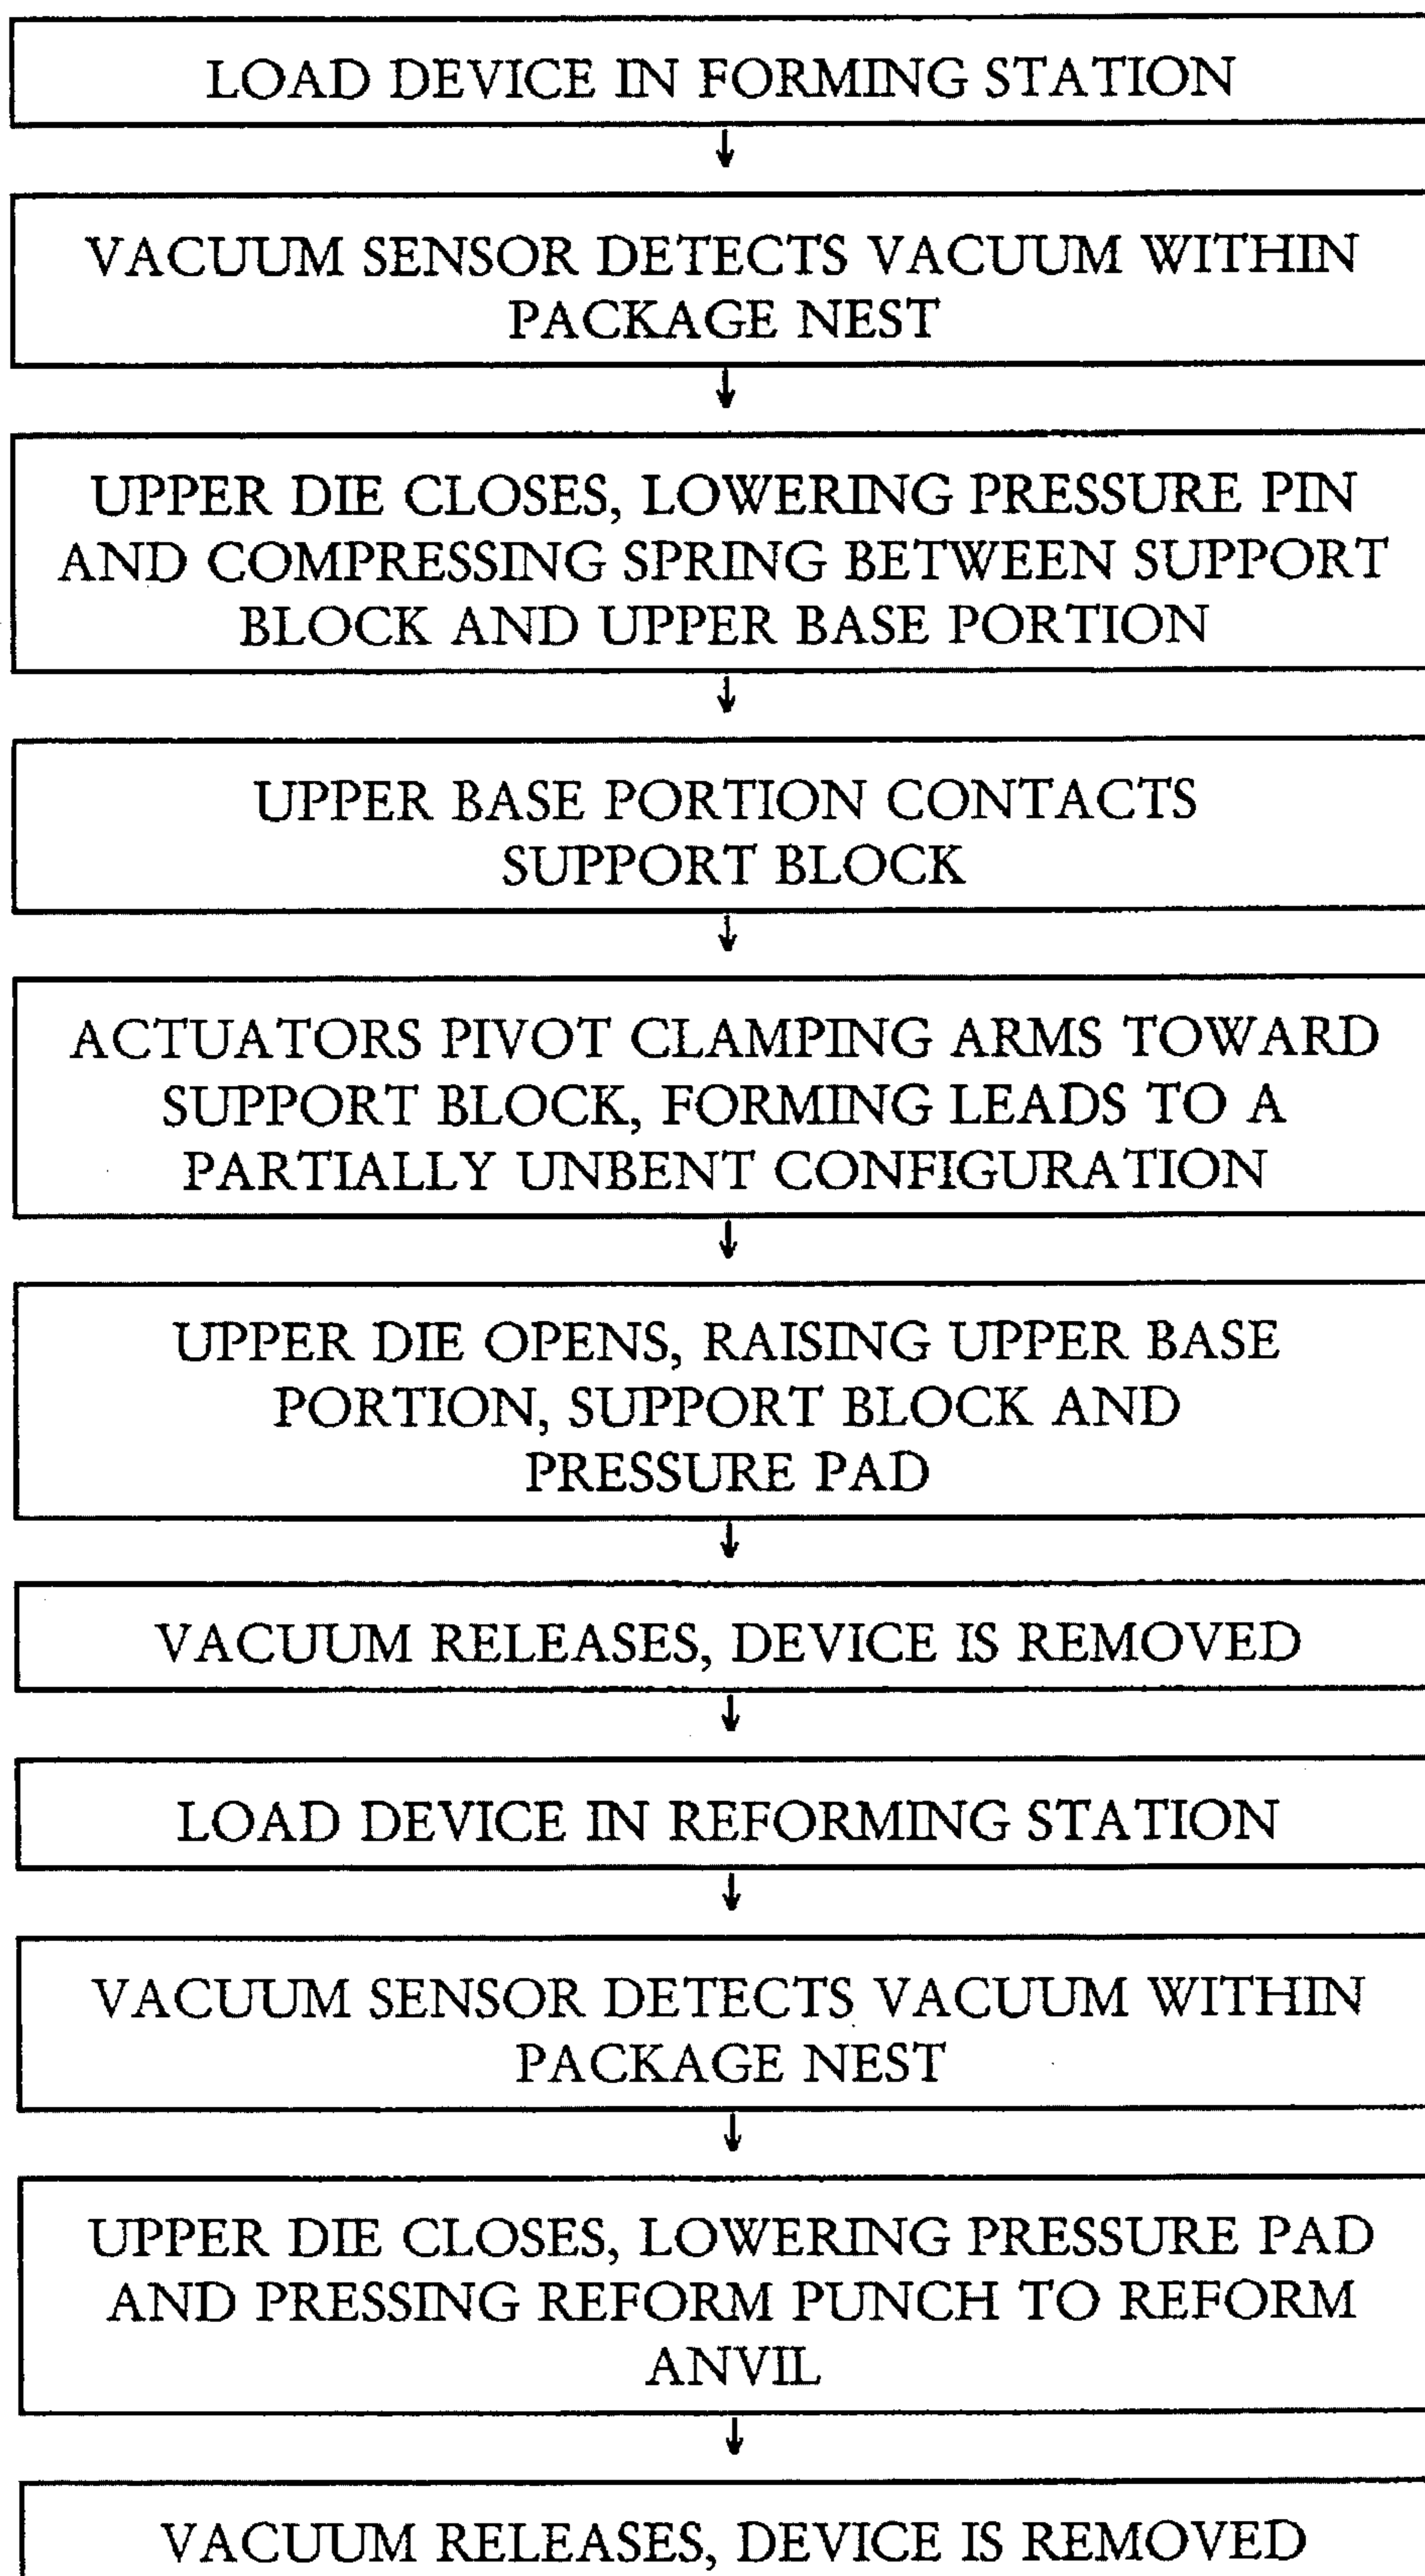 LOAD DEVICE IN FORMING STATION
VACUUM SENSOR DETECTS VACUUM WITHIN
PACKAGE NEST
UPPER DIE CLOSES, LOWERING PRESSURE PIN
AND COMPRESSING SPRING BETWEEN SUPPORT
BLOCK AND UPPER BASE PORTION
UPPER BASE PORTION CONTACTS
SUPPORT BLOCK
ACTUATORS PIVOT CLAMPING ARMS TOWARD
SUPPORT BLOCK, FORMING LEADS TO A
PARTIALLY UNBENT CONFIGURATION
UPPER DIE OPENS, RAISING UPPER BASE
PORTION, SUPPORT BLOCK AND
PRESSURE PAD
VACUUM RELEASES, DEVICE IS REMOVED
LOAD DEVICE IN REFORMING STATION
VACUUM SENSOR DETECTS VACUUM WITHIN
PACKAGE NEST
UPPER DIE CLOSES, LOWERING PRESSURE PAD
AND PRESSING REFORM PUNCH TO REFORM
ANVIL
VACUUM RELEASES, DEVICE IS REMOVED